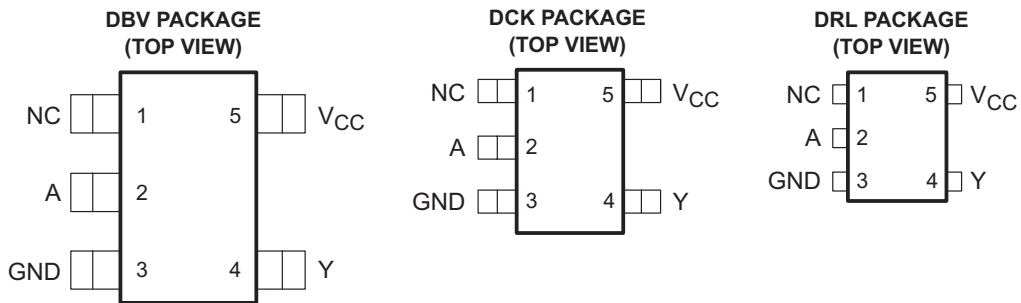 DBV PACKAGE
(TOP VIEW)
NC 1 5 VCC
A 2
GND 3 4 Y
DCK PACKAGE
(TOP VIEW)
NC 1 5 VCC
A 2
GND 3 4 Y
DRL PACKAGE
(TOP VIEW)
NC 1 5 VCC
A 2
GND 3 4 Y